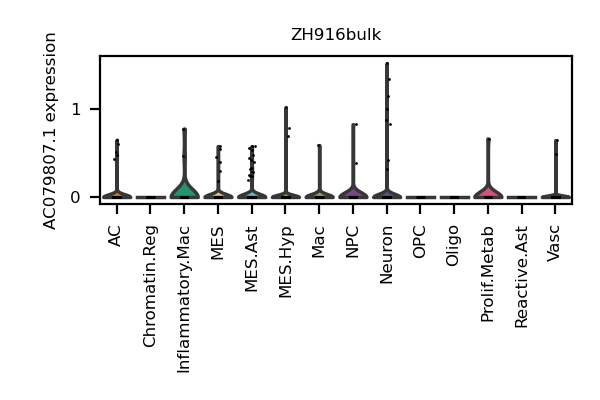 ZH916bulk
AC079807.1 expression
1
0
AC
Chromatin.Reg
Inflammatory.Mac
MES
MES.Ast
MES.Hyp
Mac
NPC
Neuron
OPC
Oligo
Prolif.Metab
Reactive.Ast
Vasc